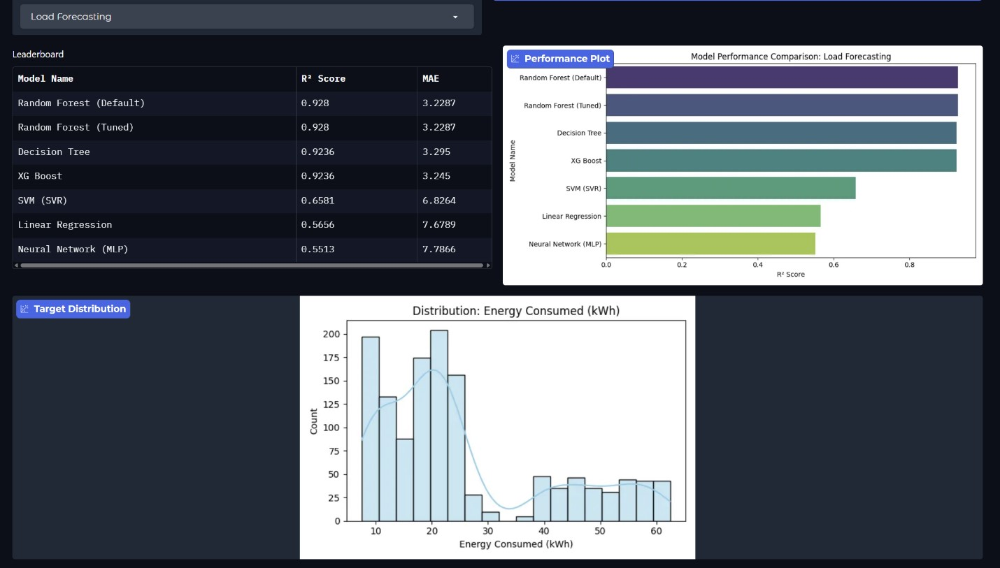 Load Forecasting
Leaderboard
Model Name R² Score MAE
Random Forest (Default) 0.928 3.2287
Random Forest (Tuned) 0.928 3.2287
Decision Tree 0.9236 3.295
XG Boost 0.9236 3.245
SVM (SVR) 0.6581 6.8264
Linear Regression 0.5656 7.6789
Neural Network (MLP) 0.5513 7.7866
Performance Plot
Model Performance Comparison: Load Forecasting
Model Name
Random Forest (Default)
Random Forest (Tuned)
Decision Tree
XG Boost
SVM (SVR)
Linear Regression
Neural Network (MLP)
0.0 0.2 0.4 0.6 0.8
R² Score
Target Distribution
Distribution: Energy Consumed (kWh)
Count
200
175
150
125
100
75
50
25
0
10 20 30 40 50 60
Energy Consumed (kWh)